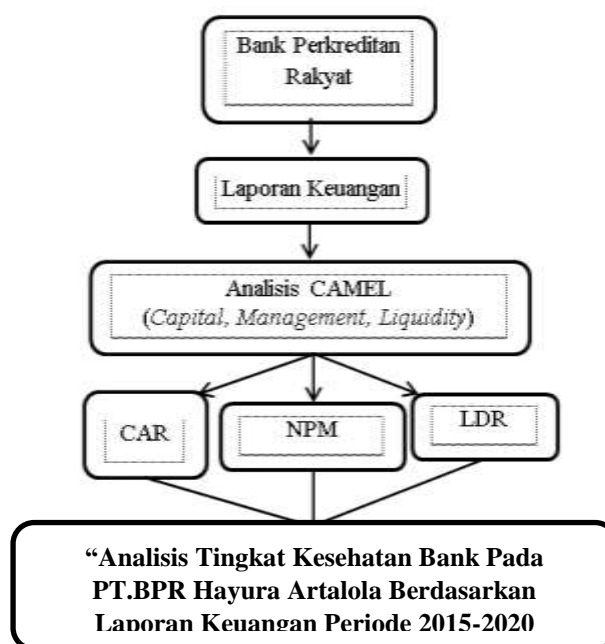 Bank Perkreditan
Rakyat
Laporan Keuangan
Analisis CAMEL
(Capital, Management, Liquidity)
CAR
NPM
LDR
“Analisis Tingkat Kesehatan Bank Pada
PT.BPR Hayura Artalola Berdasarkan
Laporan Keuangan Periode 2015-2020